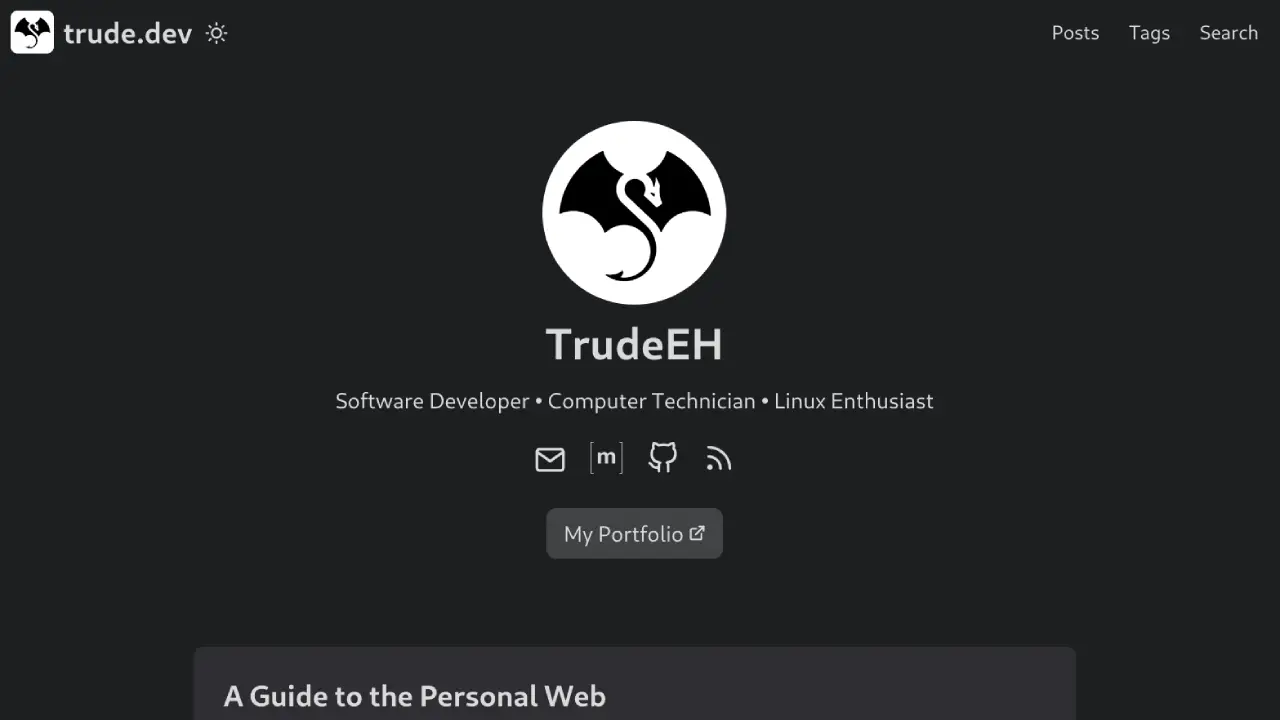 trude.dev
Posts Tags Search
TrudeEH
Software Developer • Computer Technician • Linux Enthusiast
[m]
My Portfolio
A Guide to the Personal Web